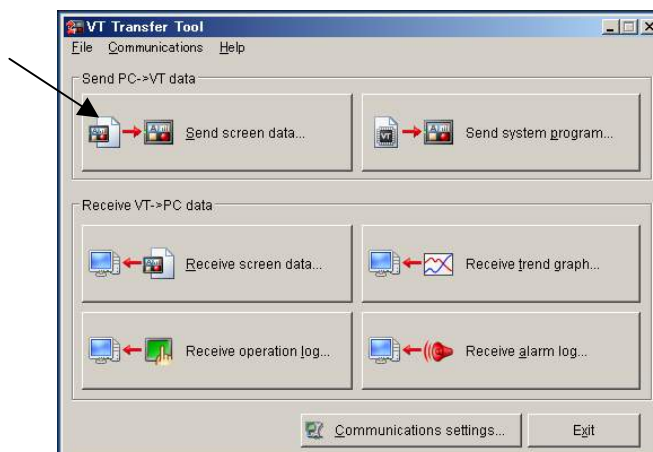 VT Transfer Tool
File Communications Help
Send PC->VT data
Send screen data... Send system program...
Receive VT->PC data
Receive screen data... Receive trend graph...
Receive operation log... Receive alarm log...
Communications settings... Exit